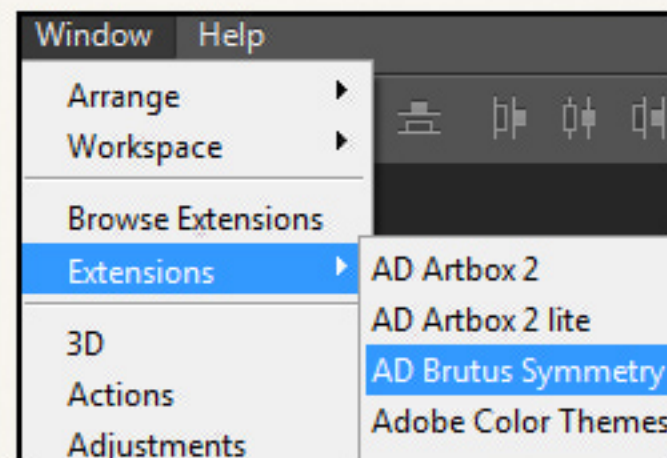 Window Help
Arrange
Workspace
Browse Extensions
Extensions
3D
Actions
Adjustments
AD Artbox 2
AD Artbox 2 lite
AD Brutus Symmetry
Adobe Color Themes